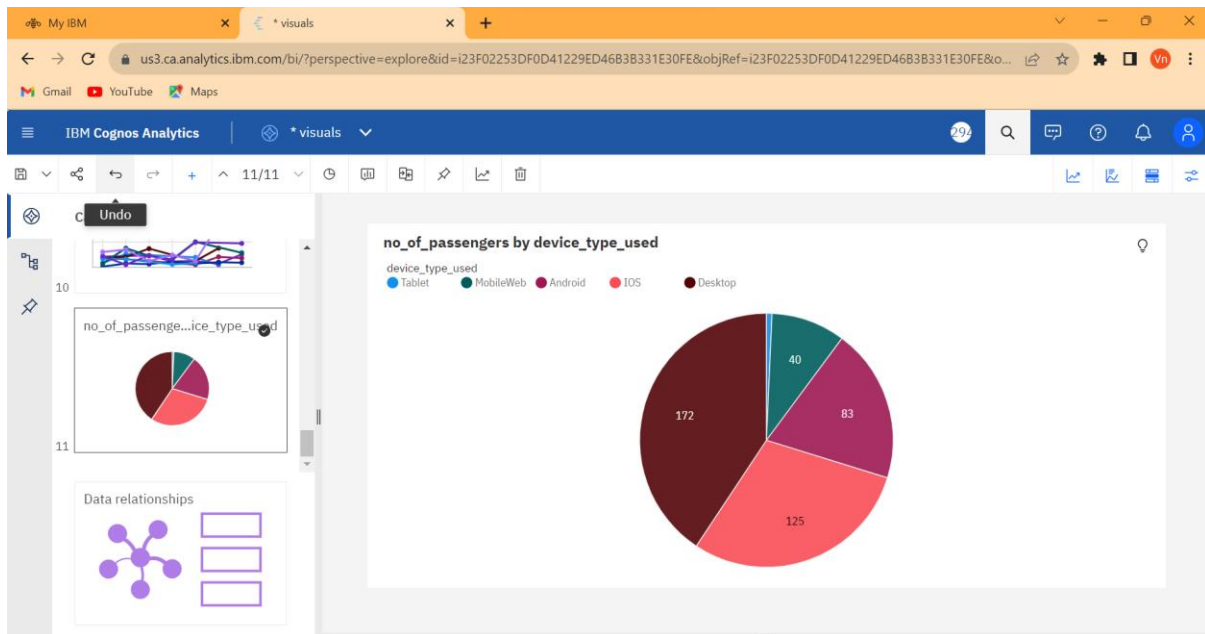 My IBM
* visuals
us3.ca.analytics.ibm.com/bi/?perspective=explore&id=i23F02253DF0D41229ED46B3B331E30FE&objRef=i23F02253DF0D41229ED46B3B331E30FE&o...
Vn
Gmail YouTube Maps
IBM Cognos Analytics * visuals
294
11/11
Undo
10
no_of_passenge...ice_type_used
11
Data relationships
no_of_passengers by device_type_used
device_type_used
Tablet MobileWeb Android IOS Desktop
40
172
83
125